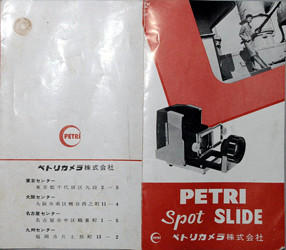 PETRI
ペトリカメラ株式会社
東京センター
東京都千代田区九段2-3
大阪センター
名古屋センター
九州センター
PETRI
Spot SLIDE
ペトリカメラ株式会社